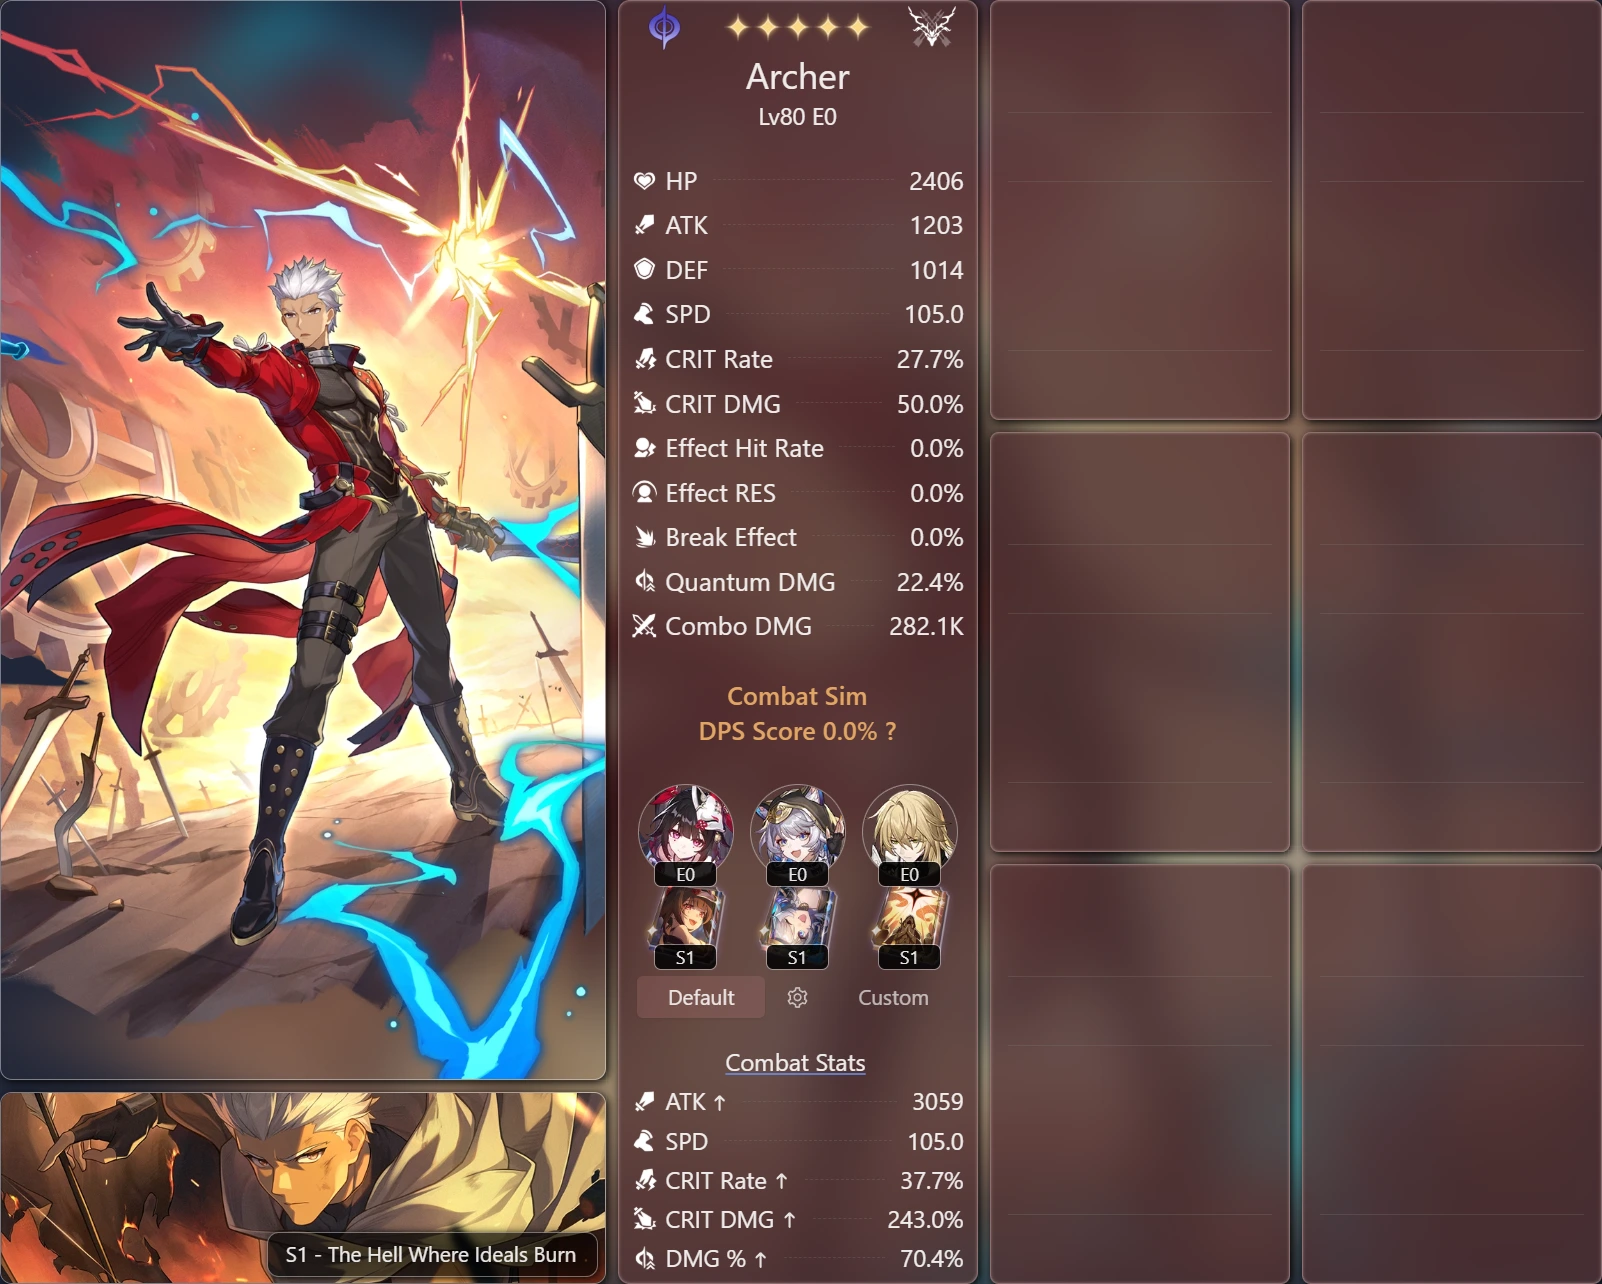 Archer
Lv80 E0
HP 2406
ATK 1203
DEF 1014
SPD 105.0
CRIT Rate 27.7%
CRIT DMG 50.0%
Effect Hit Rate 0.0%
Effect RES 0.0%
Break Effect 0.0%
Quantum DMG 22.4%
Combo DMG 282.1K
Combat Sim
DPS Score 0.0% ?
E0 E0 E0
S1 S1 S1
Default Custom
Combat Stats
ATK ↑ 3059
SPD 105.0
CRIT Rate ↑ 37.7%
CRIT DMG ↑ 243.0%
DMG % ↑ 70.4%
S1 - The Hell Where Ideals Burn